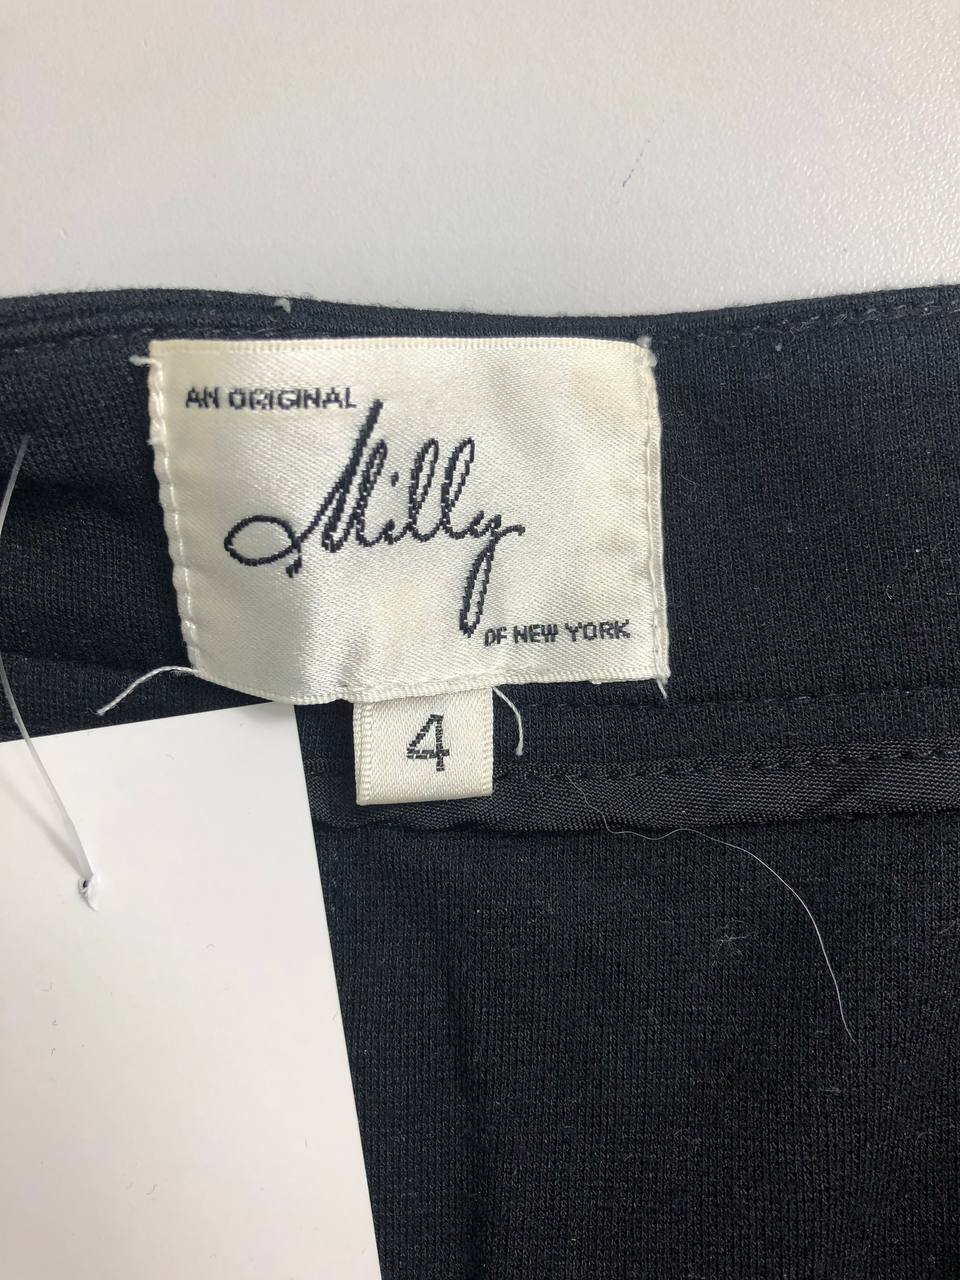 AN ORIGINAL
Milly
OF NEW YORK
4